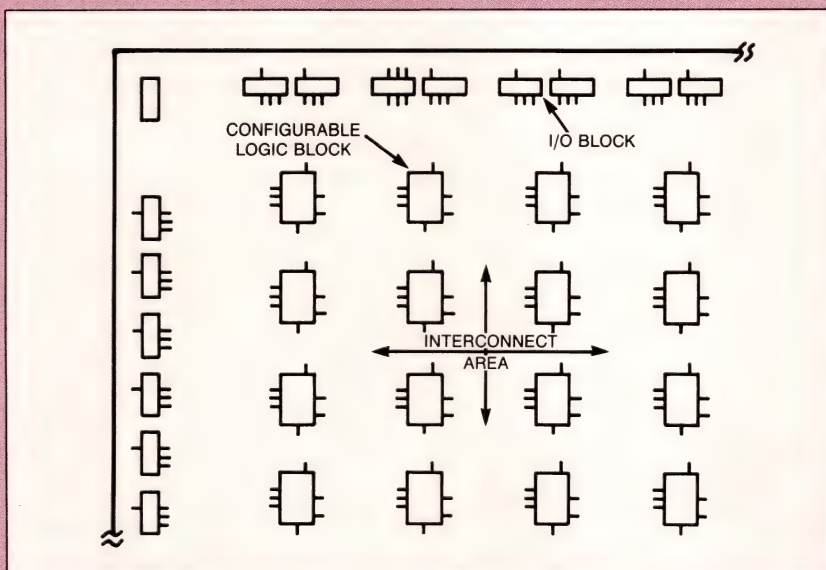 CONFIGURABLE
LOGIC BLOCK
I/O BLOCK
INTERCONNECT
AREA